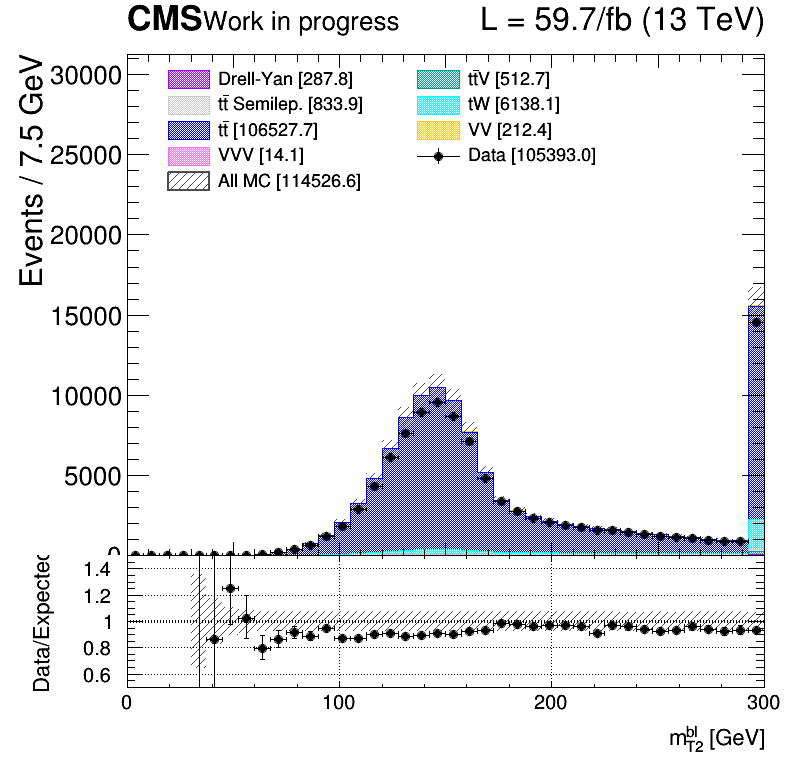 CMS Work in progress L = 59.7/fb (13 TeV)
Events / 7.5 GeV
30000
25000
20000
15000
10000
5000
0
Drell-Yan [287.8]
tt̄ Semilep. [833.9]
tt̄ [106527.7]
VVV [14.1]
All MC [114526.6]
tt̄V [512.7]
tW [6138.1]
VV [212.4]
Data [105393.0]
Data/Expected
1.4
1.2
1
0.8
0.6
0 100 200 300
m_{T2}^{bl} [GeV]